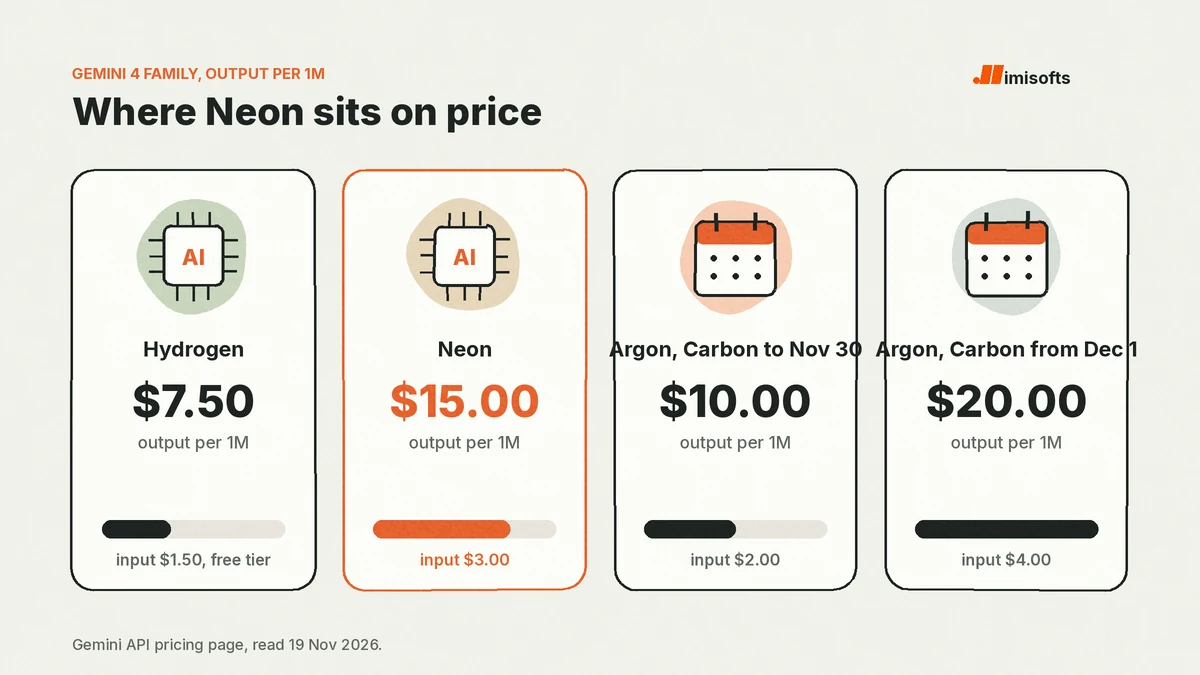 GEMINI 4 FAMILY, OUTPUT PER 1M
imisofts
Where Neon sits on price
AI
AI
Hydrogen
Neon
Argon, Carbon to Nov 30
Argon, Carbon from Dec 1
$7.50
$15.00
$10.00
$20.00
output per 1M
output per 1M
output per 1M
output per 1M
input $1.50, free tier
input $3.00
input $2.00
input $4.00
Gemini API pricing page, read 19 Nov 2026.